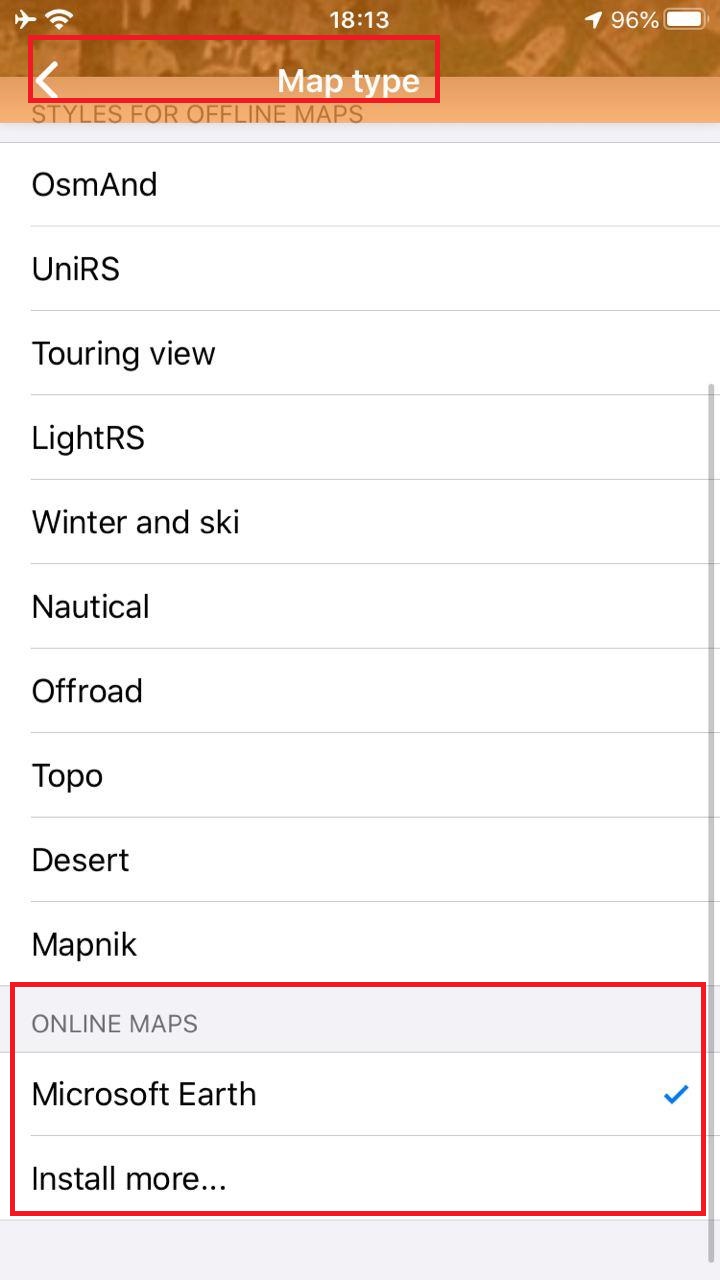 18:13
96%
Map type
STYLES FOR OFFLINE MAPS
OsmAnd
UniRS
Touring view
LightRS
Winter and ski
Nautical
Offroad
Topo
Desert
Mapnik
ONLINE MAPS
Microsoft Earth
Install more...